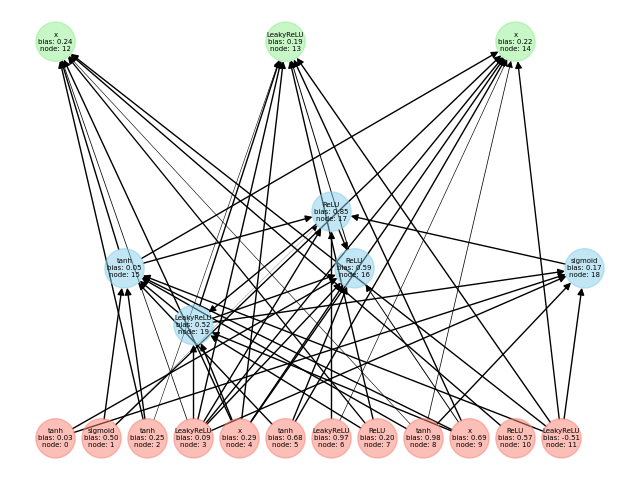 x
bias: 0.24
node: 12
LeakyReLU
bias: 0.19
node: 13
x
bias: 0.22
node: 14
ReLU
bias: 0.85
node: 17
tanh
bias: 0.05
node: 15
ReLU
bias: 0.59
node: 16
sigmoid
bias: 0.17
node: 18
LeakyReLU
bias: 0.52
node: 19
tanh
bias: 0.03
node: 0
sigmoid
bias: 0.50
node: 1
tanh
bias: 0.25
node: 2
LeakyReLU
bias: 0.09
node: 3
x
bias: 0.29
node: 4
tanh
bias: 0.68
node: 5
LeakyReLU
bias: 0.97
node: 6
ReLU
bias: 0.20
node: 7
tanh
bias: 0.98
node: 8
x
bias: 0.69
node: 9
ReLU
bias: 0.57
node: 10
LeakyReLU
bias: -0.51
node: 11